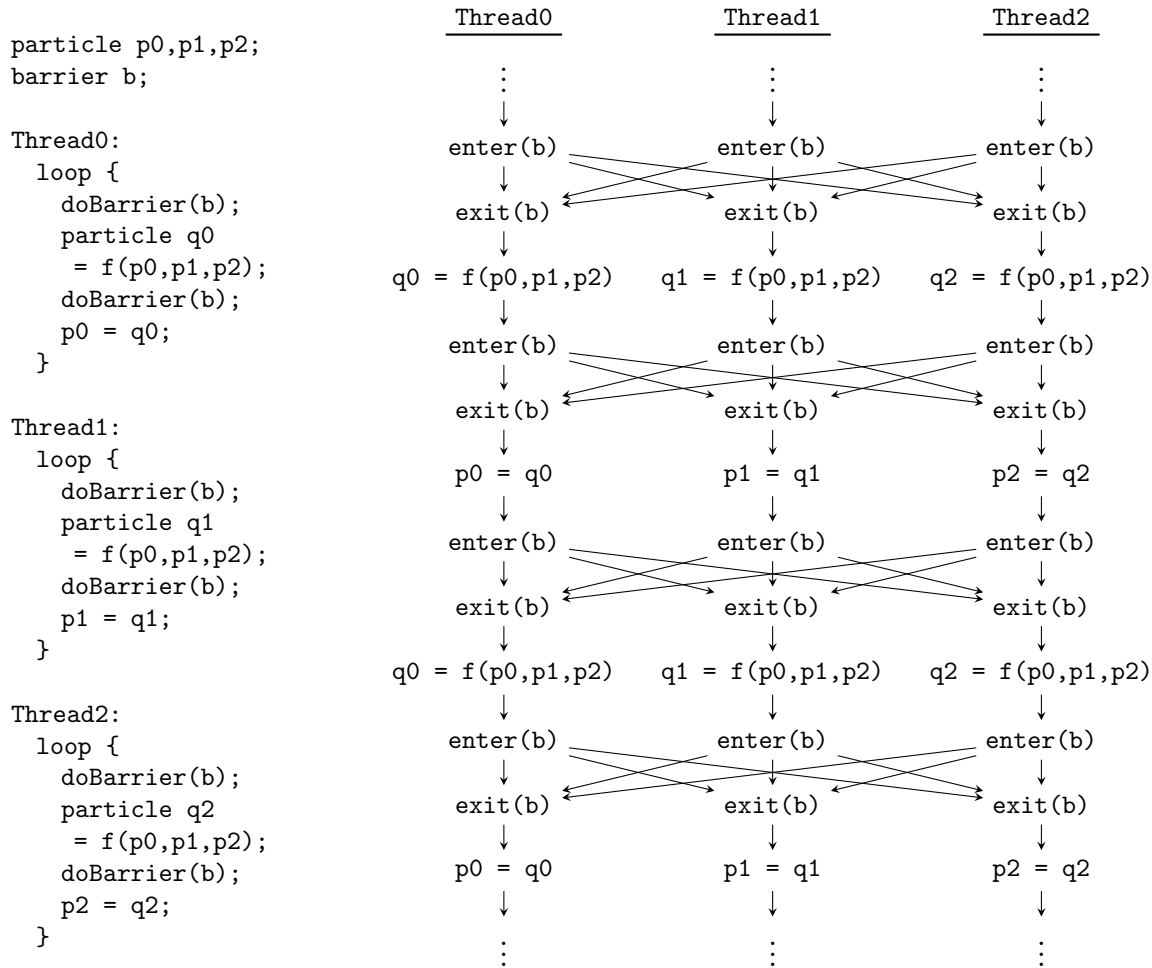 particle p0,p1,p2;
barrier b;
Thread0:
loop {
doBarrier(b);
particle q0
= f(p0,p1,p2);
doBarrier(b);
p0 = q0;
}
Thread1:
loop {
doBarrier(b);
particle q1
= f(p0,p1,p2);
doBarrier(b);
p1 = q1;
}
Thread2:
loop {
doBarrier(b);
particle q2
= f(p0,p1,p2);
doBarrier(b);
p2 = q2;
}
Thread0 Thread1 Thread2
enter(b) enter(b) enter(b)
exit(b) exit(b) exit(b)
q0 = f(p0,p1,p2) q1 = f(p0,p1,p2) q2 = f(p0,p1,p2)
enter(b) enter(b) enter(b)
exit(b) exit(b) exit(b)
p0 = q0 p1 = q1 p2 = q2
enter(b) enter(b) enter(b)
exit(b) exit(b) exit(b)
q0 = f(p0,p1,p2) q1 = f(p0,p1,p2) q2 = f(p0,p1,p2)
enter(b) enter(b) enter(b)
exit(b) exit(b) exit(b)
p0 = q0 p1 = q1 p2 = q2